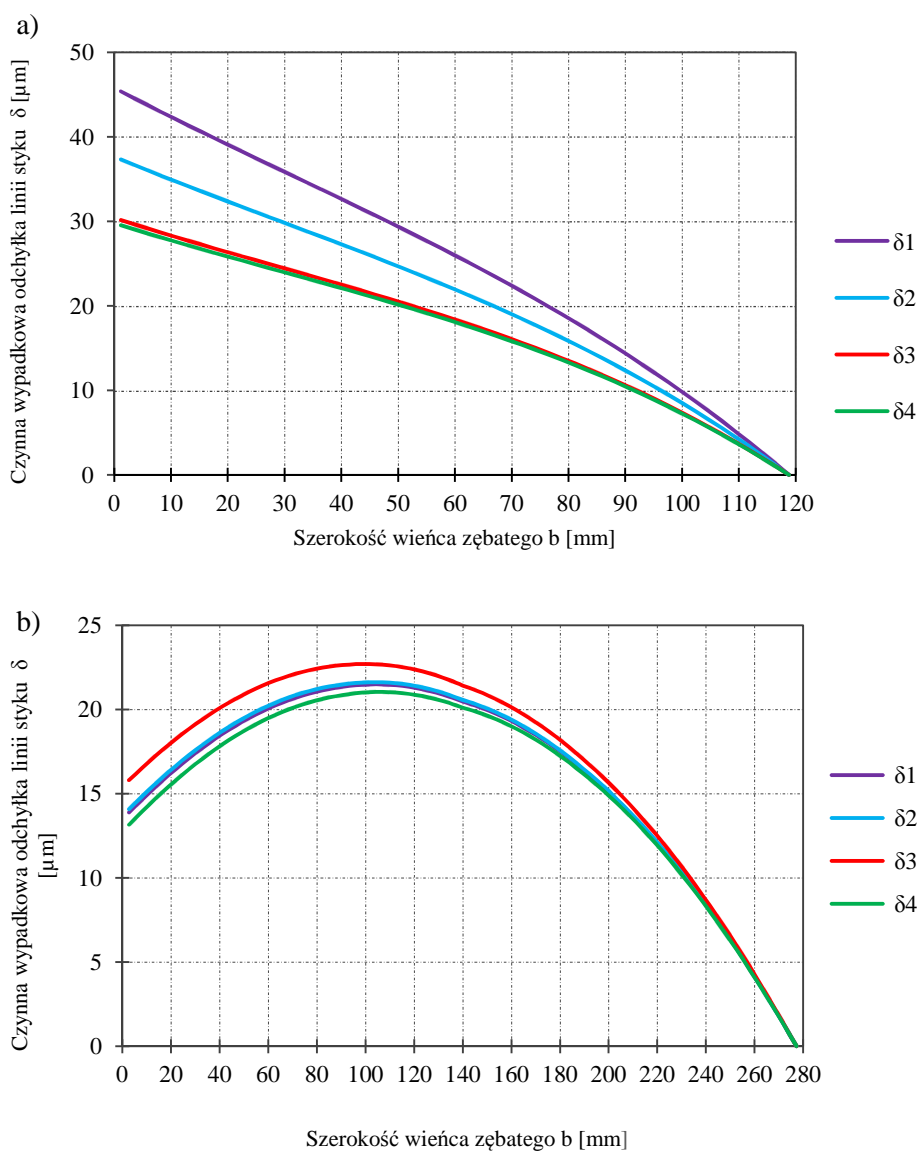 a)
Czynna wypadkowa odchyłka linii styku δ [µm]
50
40
30
20
10
0
0 10 20 30 40 50 60 70 80 90 100 110 120
Szerokość wieńca zębatego b [mm]
δ1
δ2
δ3
δ4
b)
Czynna wypadkowa odchyłka linii styku δ
[µm]
25
20
15
10
5
0
0 20 40 60 80 100 120 140 160 180 200 220 240 260 280
Szerokość wieńca zębatego b [mm]
δ1
δ2
δ3
δ4